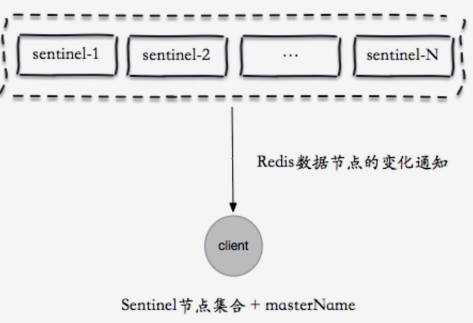 sentinel-1 sentinel-2 ... sentinel-N
Redis数据节点的变化通知
client
Sentinel节点集合 + masterName